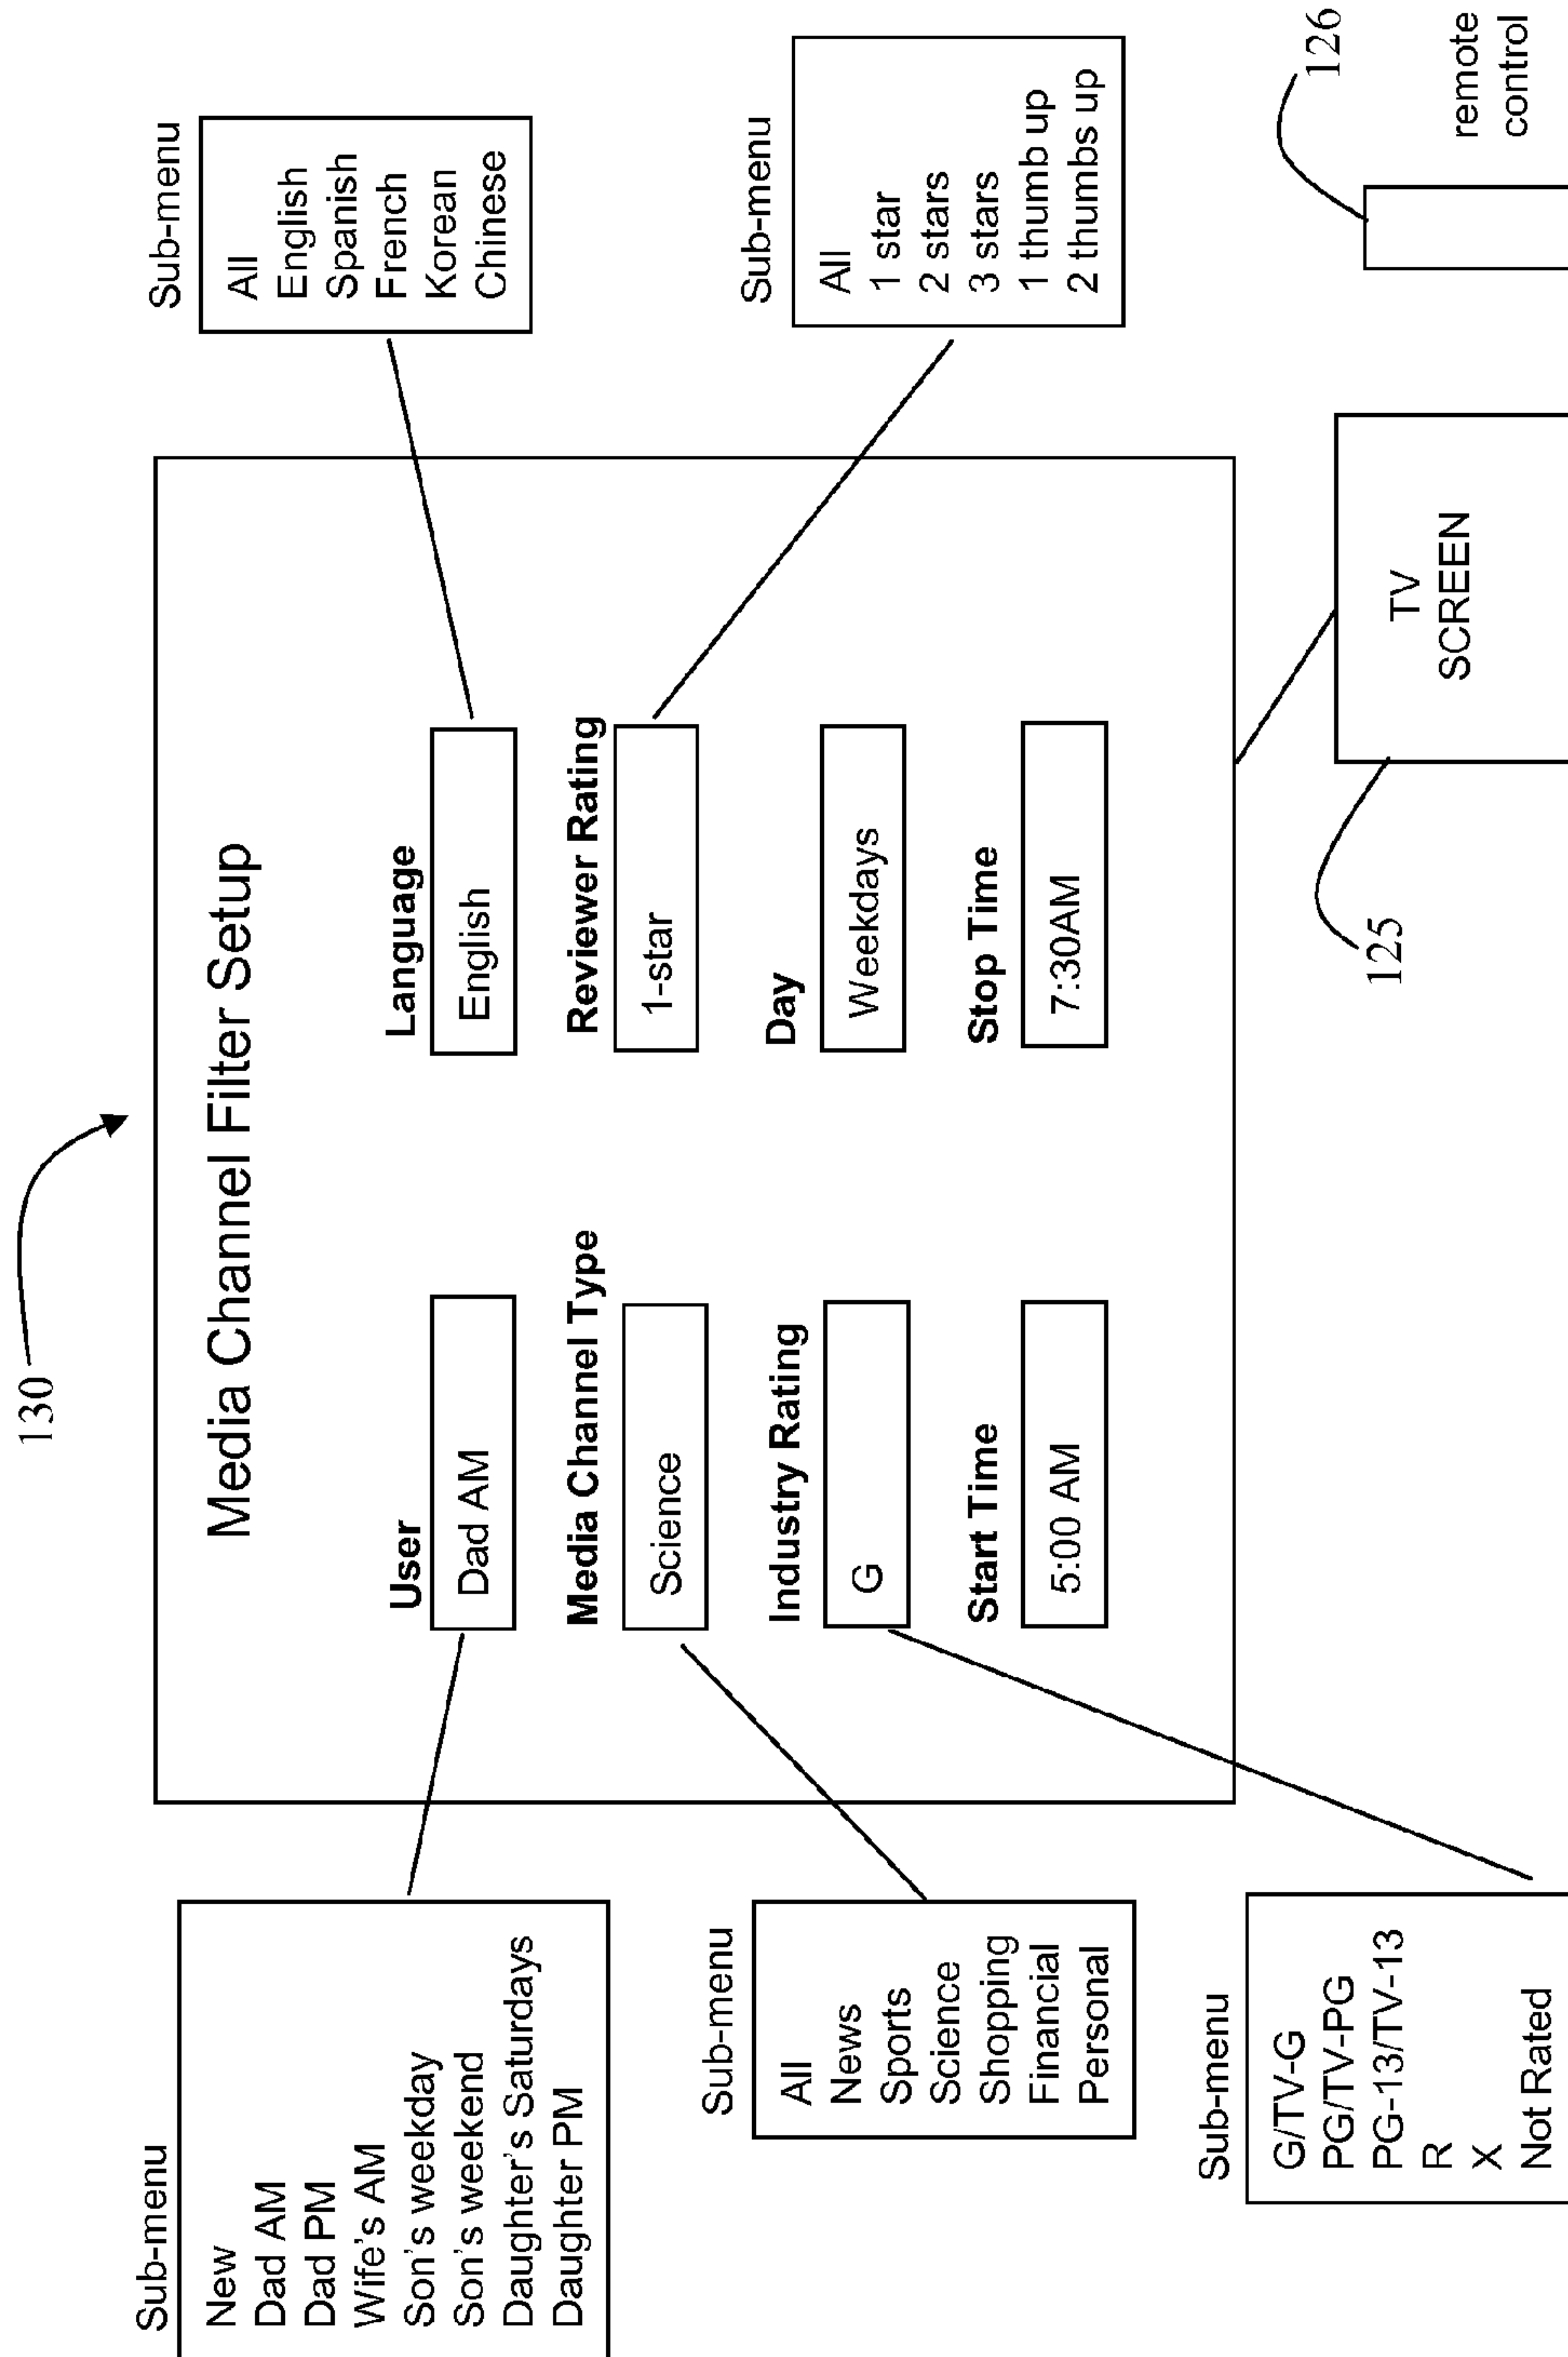 130
Media Channel Filter Setup
Sub-menu
New
Dad AM
Dad PM
Wife's AM
Son's weekday
Son's weekend
Daughter's Saturdays
Daughter PM
User
Dad AM
Language
English
Sub-menu
All
English
Spanish
French
Korean
Chinese
Sub-menu
All
News
Sports
Science
Shopping
Financial
Personal
Media Channel Type
Science
Reviewer Rating
1-star
Sub-menu
All
1 star
2 stars
3 stars
1 thumb up
2 thumbs up
Industry Rating
G
Day
Weekdays
Start Time
5:00 AM
Stop Time
7:30AM
Sub-menu
G/TV-G
PG/TV-PG
PG-13/TV-13
R
X
Not Rated
125
TV
SCREEN
126
remote
control